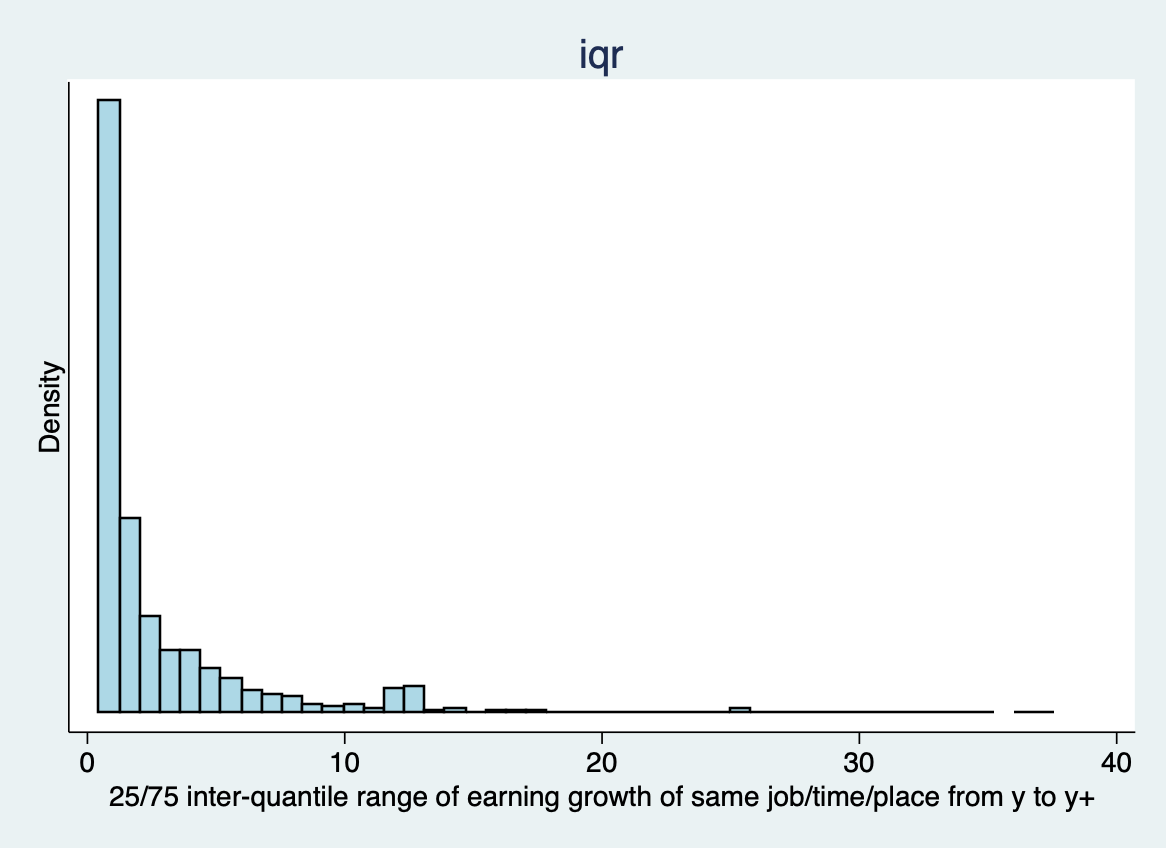 iqr
Density
0 10 20 30 40
25/75 inter-quantile range of earning growth of same job/time/place from y to y+